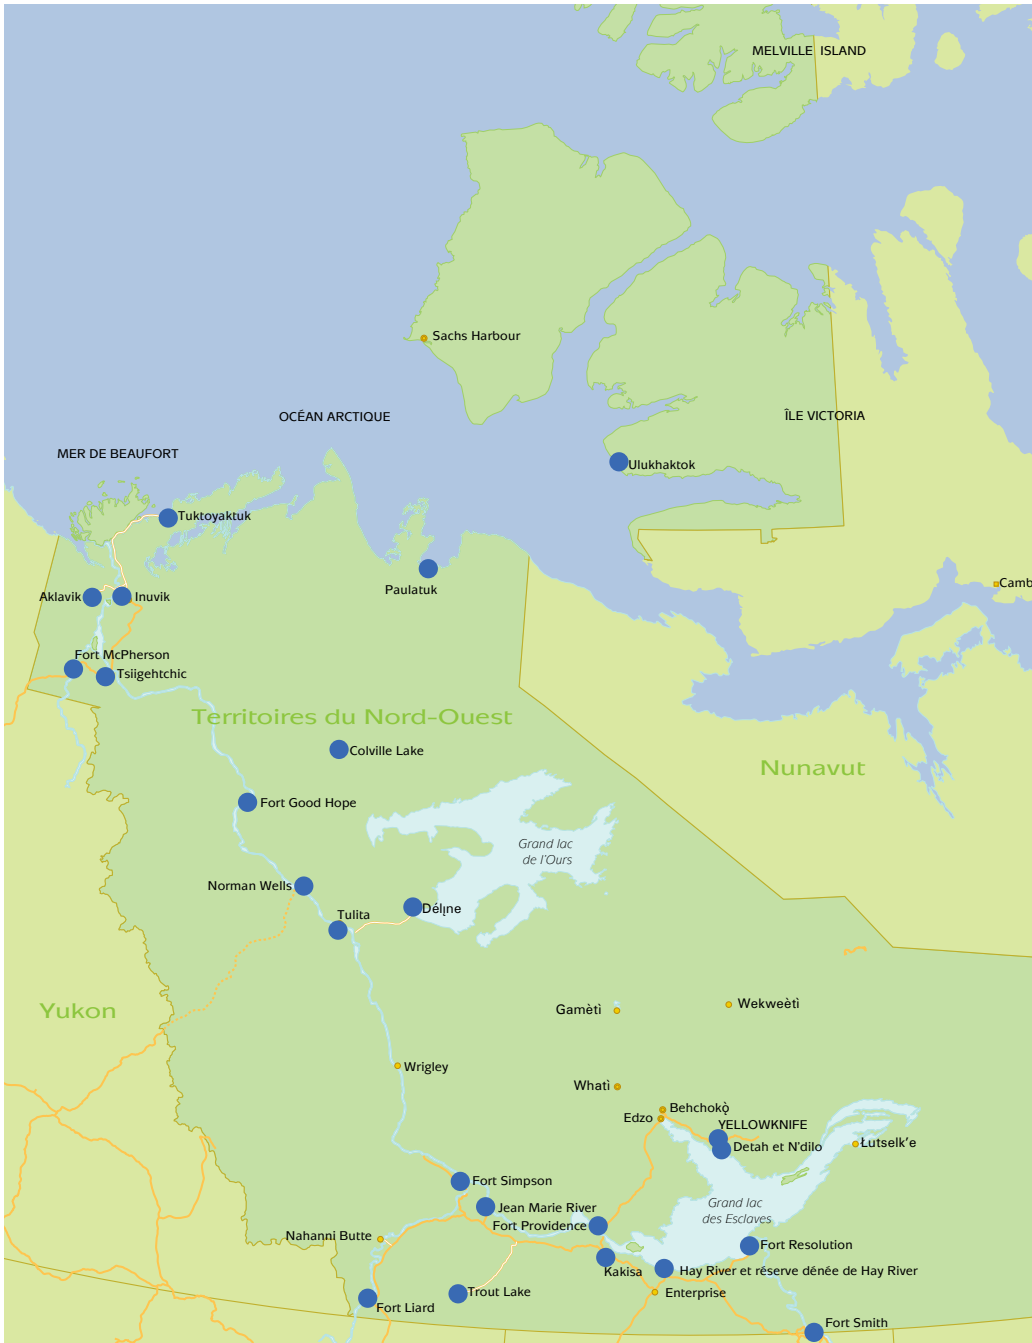 MELVILLE ISLAND
Sachs Harbour
OCÉAN ARCTIQUE
ÎLE VICTORIA
MER DE BEAUFORT
Ulukhaktok
Tuktoyaktuk
Paulatuk
Camb
Aklavik
Inuvik
Fort McPherson
Tsiigehtchic
Territoires du Nord-Ouest
Colville Lake
Nunavut
Fort Good Hope
Grand lac
de l'Ours
Norman Wells
Délı̨ne
Tulita
Yukon
Gamètì
Wekweètì
Wrigley
Whatì
Behchokǫ̀
Edzo
YELLOWKNIFE
Detah et N'dilo
Łutselk'e
Fort Simpson
Grand lac
des Esclaves
Jean Marie River
Fort Providence
Nahanni Butte
Fort Resolution
Kakisa
Hay River et réserve dénée de Hay River
Trout Lake
Enterprise
Fort Liard
Fort Smith